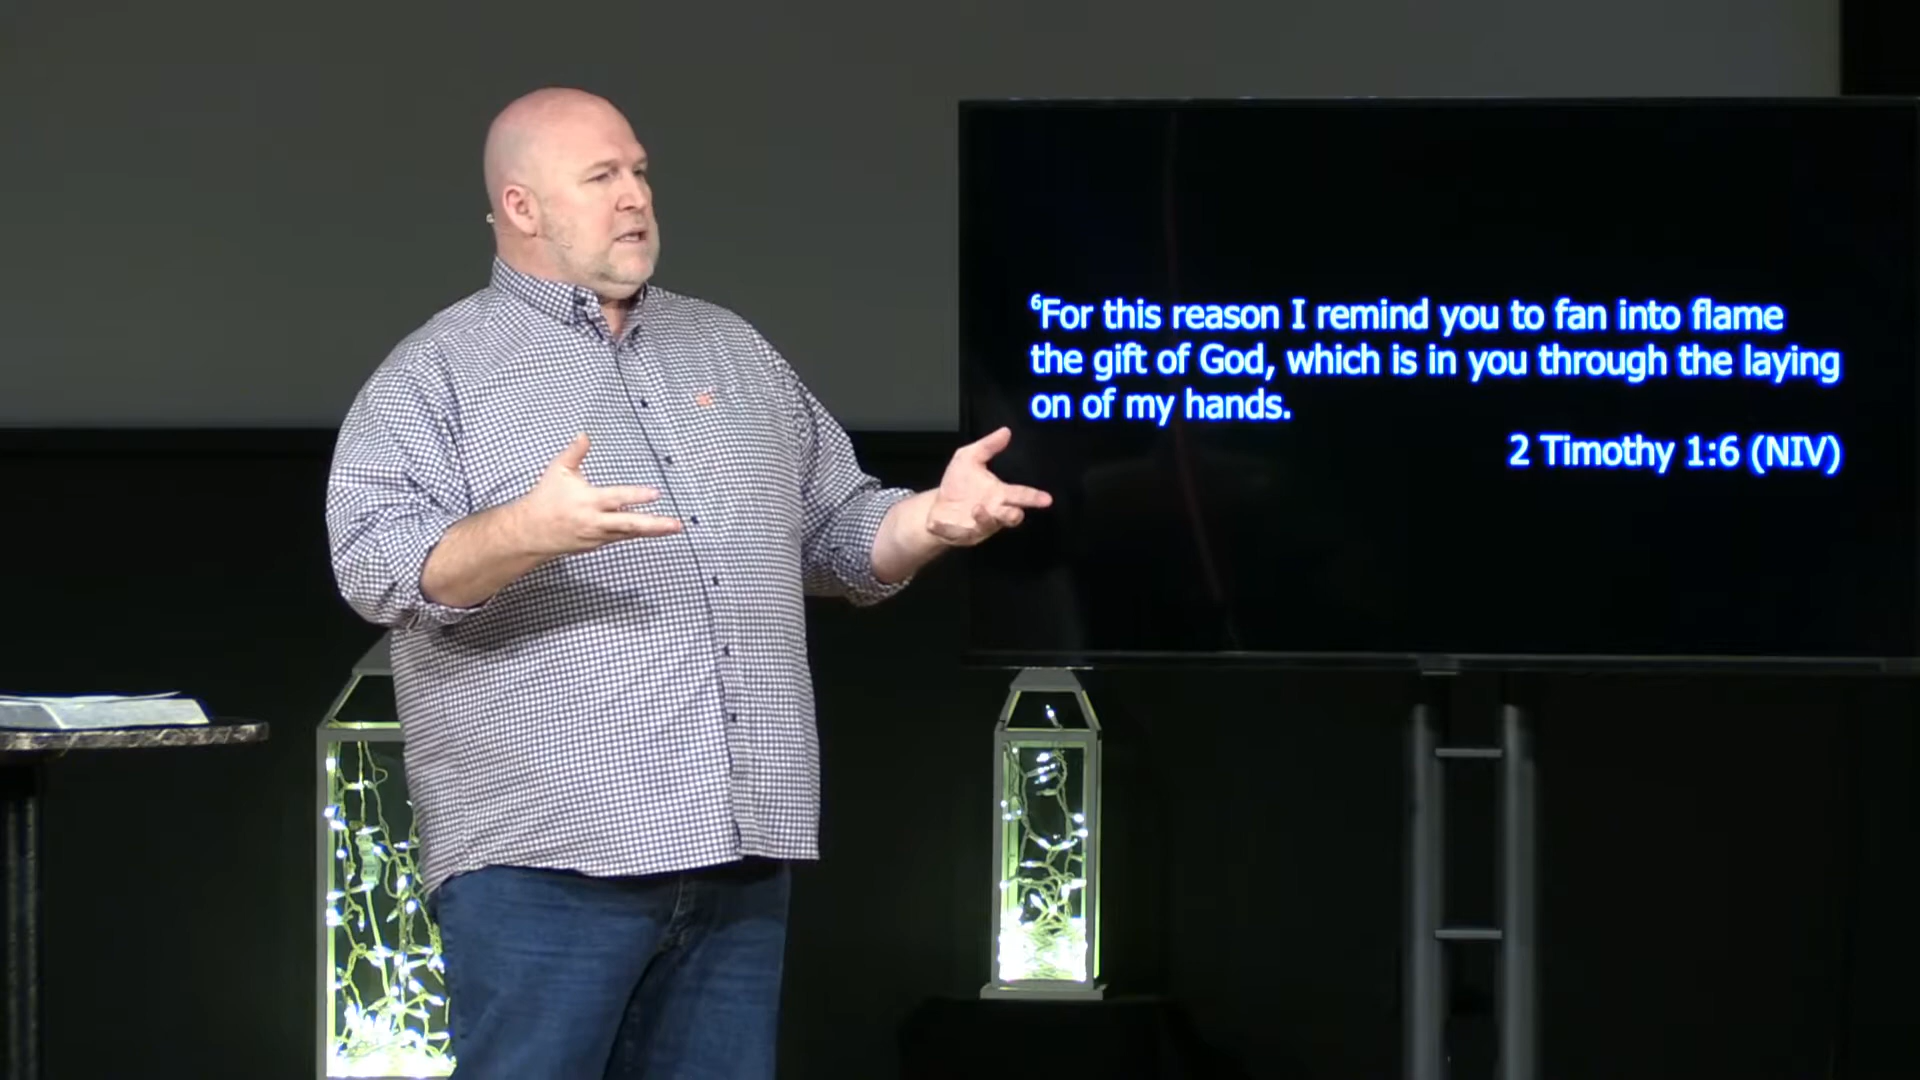 ⁶For this reason I remind you to fan into flame
the gift of God, which is in you through the laying
on of my hands.
2 Timothy 1:6 (NIV)